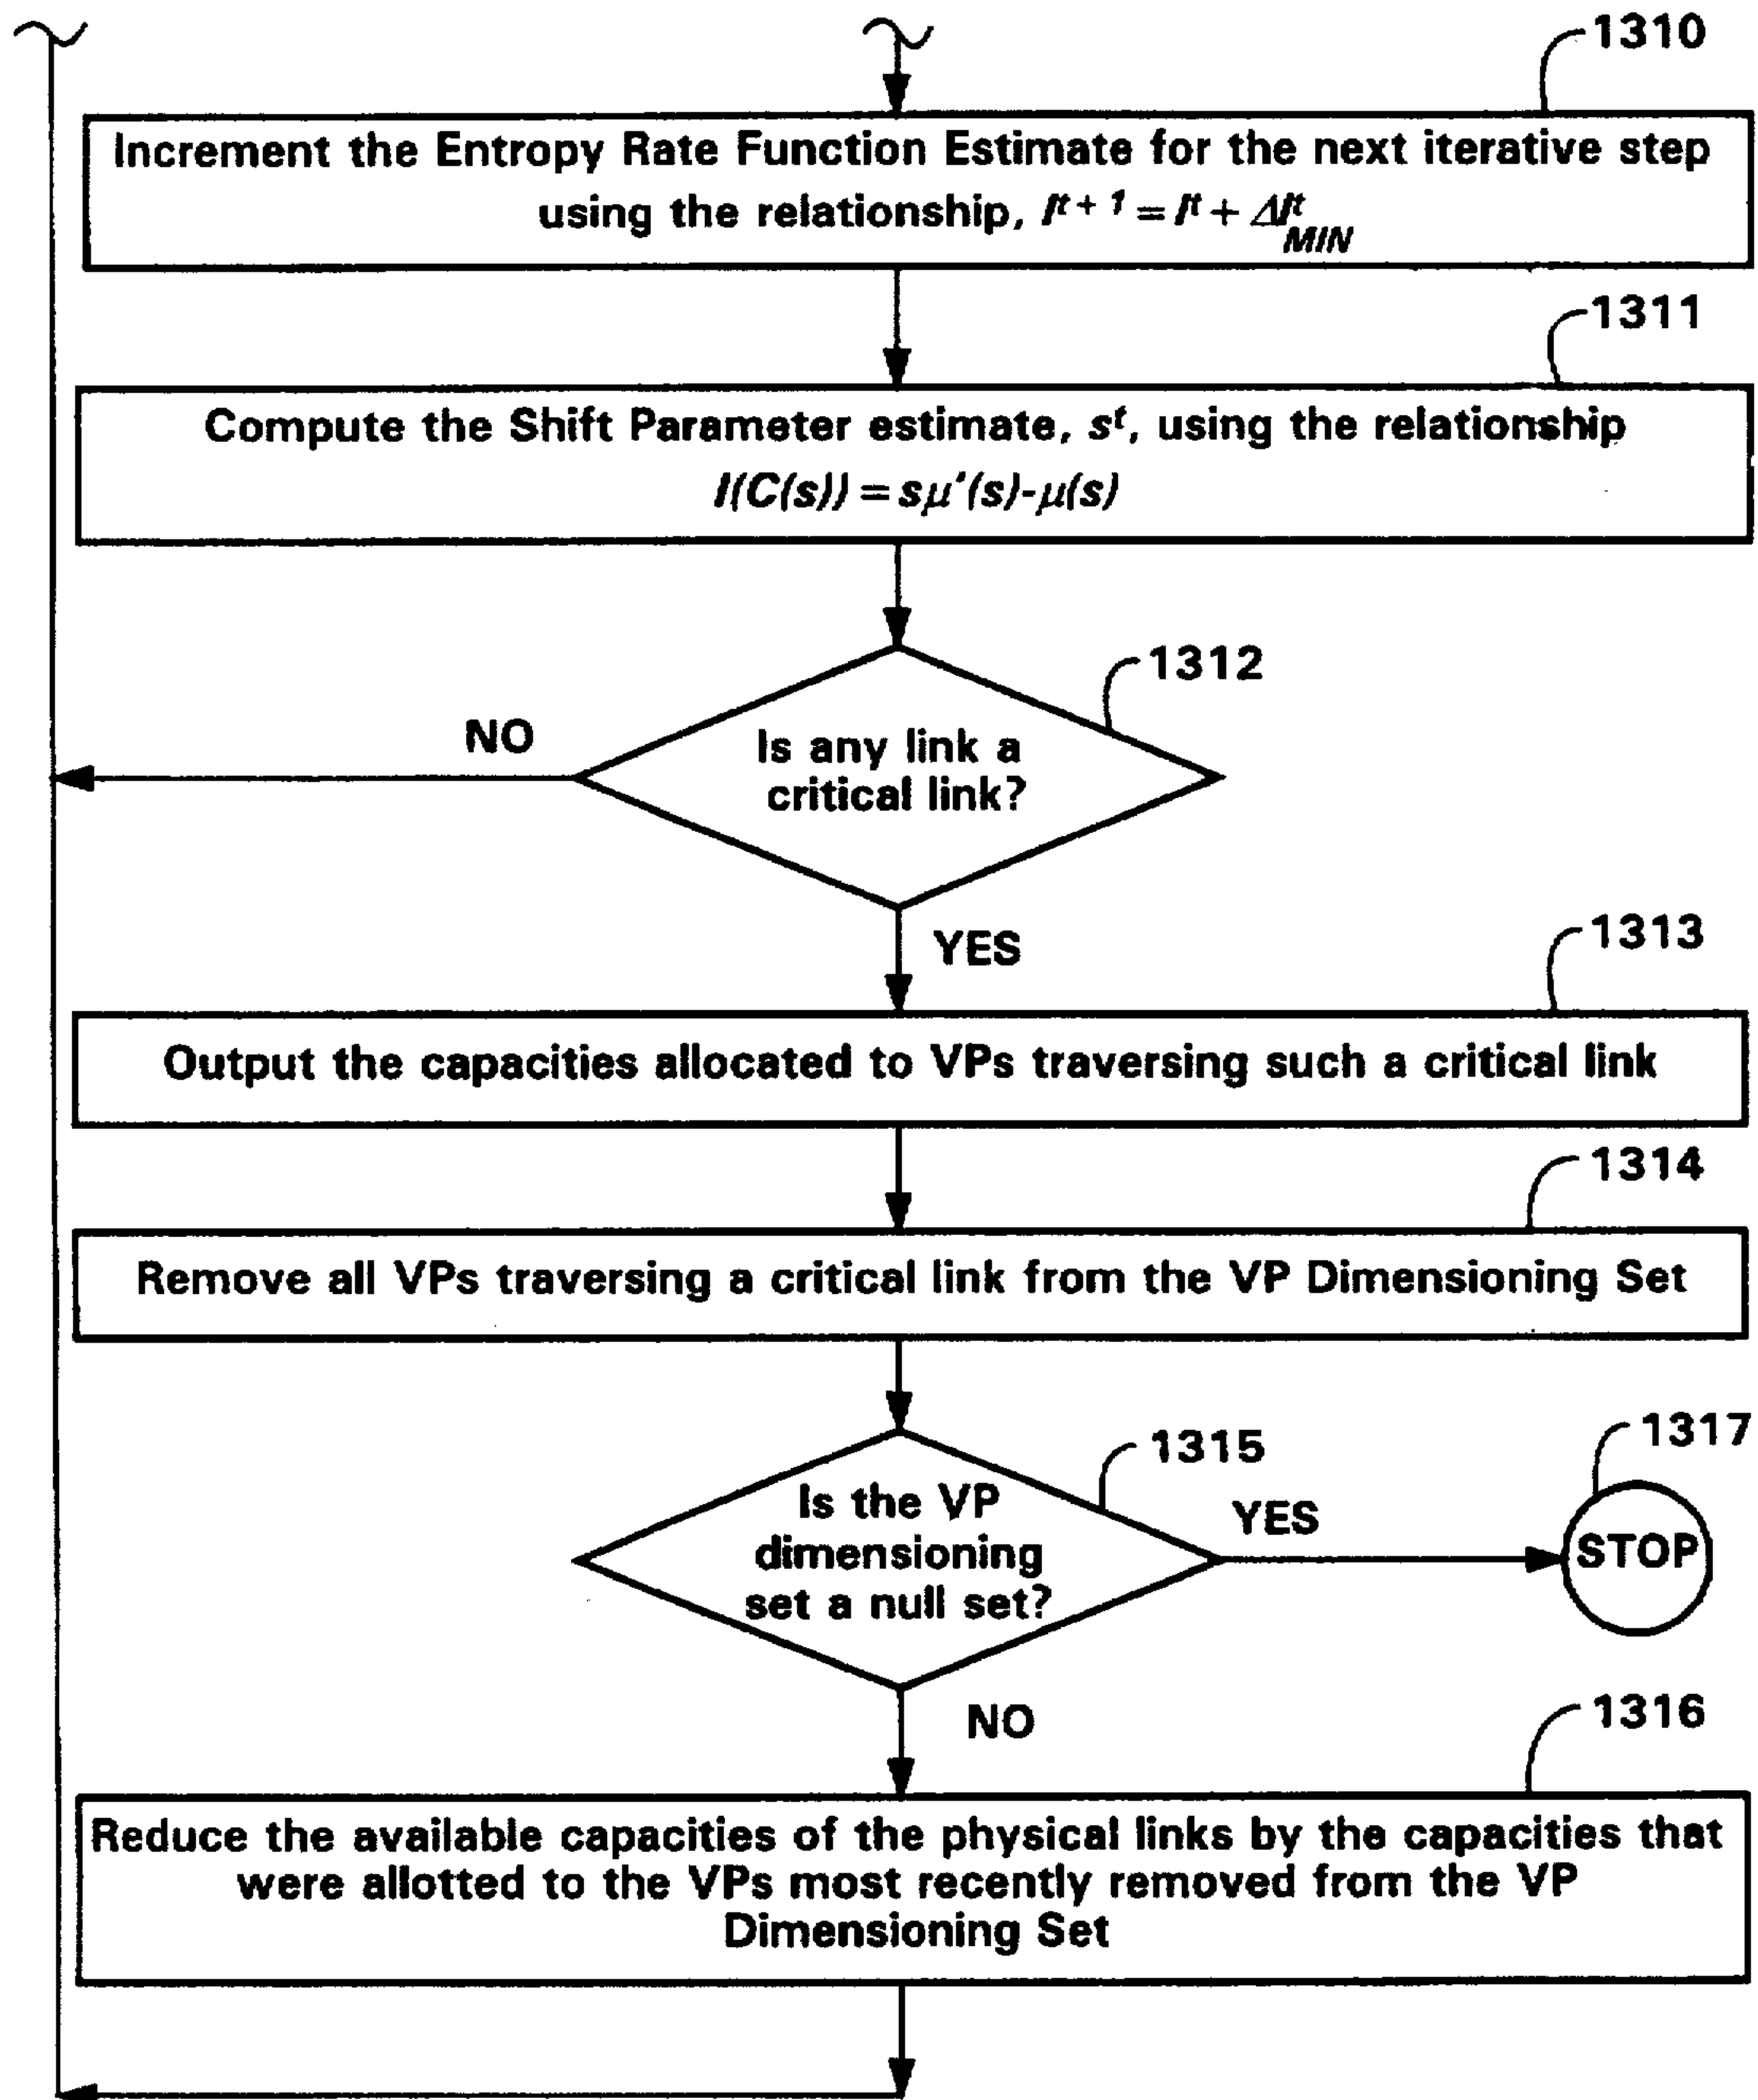 1310
Increment the Entropy Rate Function Estimate for the next iterative step
using the relationship, I^{t + 1} = I^t + ΔI^t_{MIN}
1311
Compute the Shift Parameter estimate, s^t, using the relationship
I(C(s)) = sμ'(s)-μ(s)
1312
NO
Is any link a
critical link?
YES
1313
Output the capacities allocated to VPs traversing such a critical link
1314
Remove all VPs traversing a critical link from the VP Dimensioning Set
1315
1317
Is the VP
dimensioning
set a null set?
YES
STOP
NO
1316
Reduce the available capacities of the physical links by the capacities that
were allotted to the VPs most recently removed from the VP
Dimensioning Set